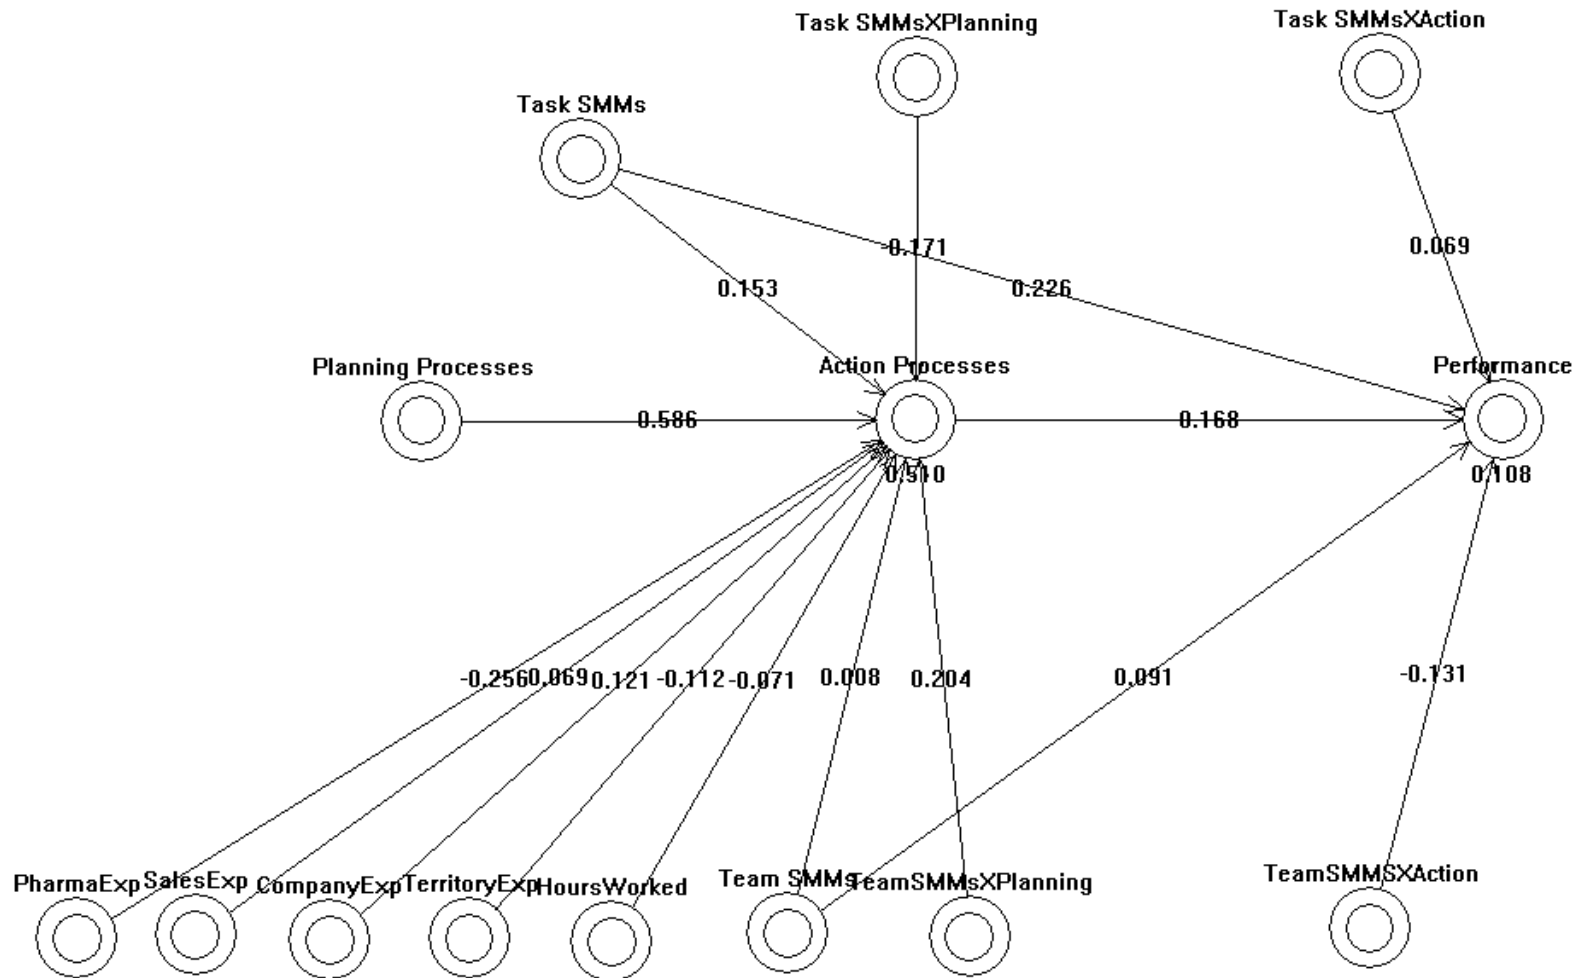 Task SMMsXPlanning
Task SMMsXAction
Task SMMs
-0.171
0.069
0.153
0.226
Planning Processes
Action Processes
Performance
0.586
0.168
0.510
0.108
-0.256
0.069
0.121
-0.112
-0.071
0.008
0.204
0.091
-0.131
PharmaExp
SalesExp
CompanyExp
TerritoryExp
HoursWorked
Team SMMs
TeamSMMsXPlanning
TeamSMMSXAction